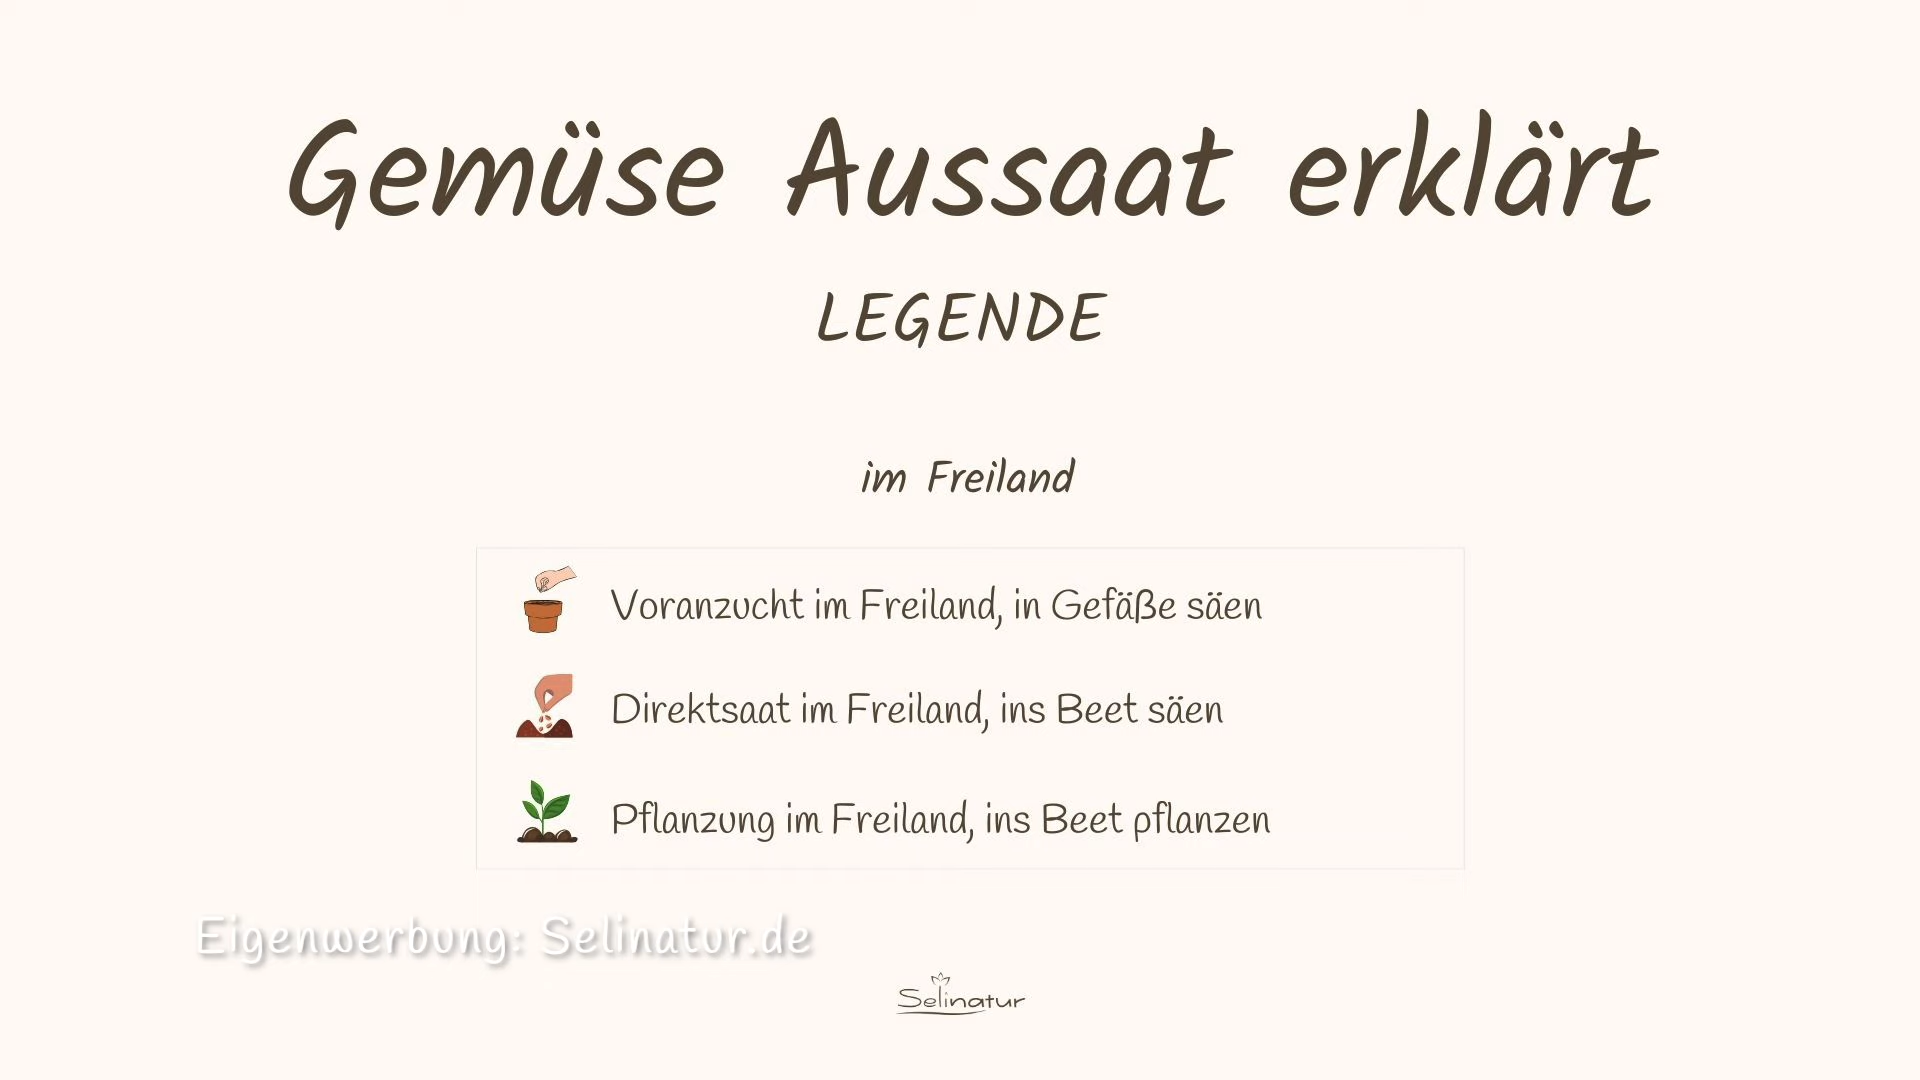 Gemüse Aussaat erklärt
LEGENDE
im Freiland
Voranzucht im Freiland, in Gefäße säen
Direktsaat im Freiland, ins Beet säen
Pflanzung im Freiland, ins Beet pflanzen
Eigenwerbung: Selinatur.de
Selinatur